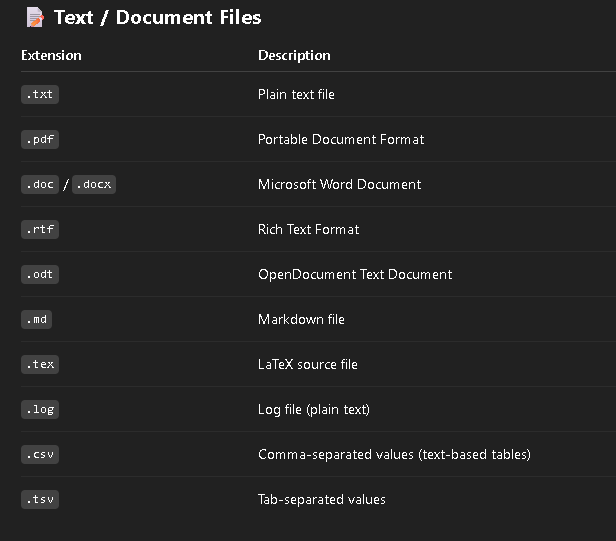 📝 Text / Document Files
Extension Description
.txt Plain text file
.pdf Portable Document Format
.doc / .docx Microsoft Word Document
.rtf Rich Text Format
.odt OpenDocument Text Document
.md Markdown file
.tex LaTeX source file
.log Log file (plain text)
.csv Comma-separated values (text-based tables)
.tsv Tab-separated values